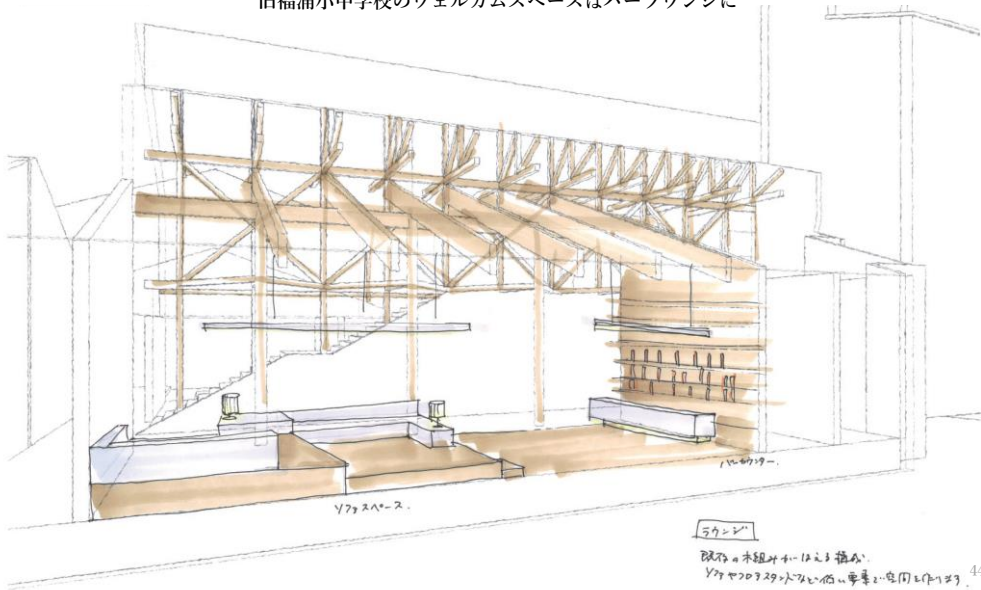 旧福浦小中学校のウェルカムスペースはバーラウンジに
バーカウンター.
ソファスペース.
ラウンジ
既存の木組みがはえる構成.
ソファやフロアスタンドなど低い要素で空間を作ります.
44